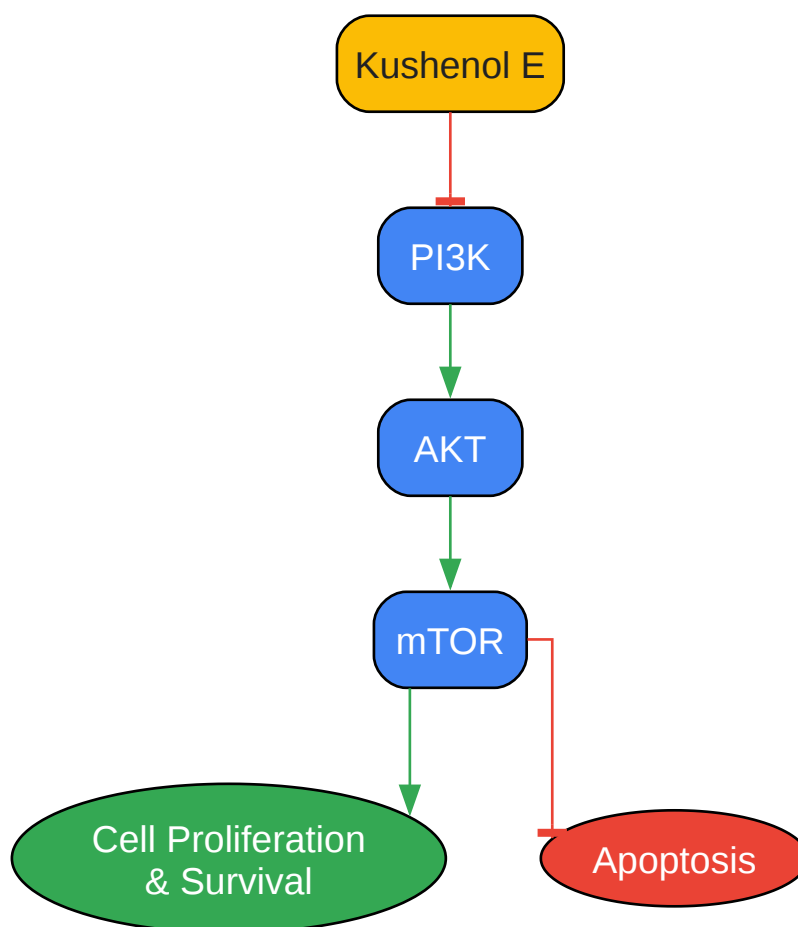 Kushenol E
PI3K
AKT
mTOR
Cell Proliferation
& Survival
Apoptosis